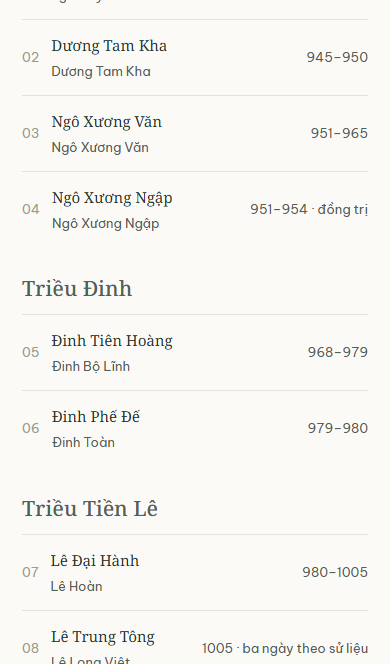 02
Dương Tam Kha
Dương Tam Kha
945–950
03
Ngô Xương Văn
Ngô Xương Văn
951–965
04
Ngô Xương Ngập
Ngô Xương Ngập
951–954 · đồng trị
Triều Đinh
05
Đinh Tiên Hoàng
Đinh Bộ Lĩnh
968–979
06
Đinh Phế Đế
Đinh Toàn
979–980
Triều Tiền Lê
07
Lê Đại Hành
Lê Hoàn
980–1005
08
Lê Trung Tông
Lê Long Việt
1005 · ba ngày theo sử liệu